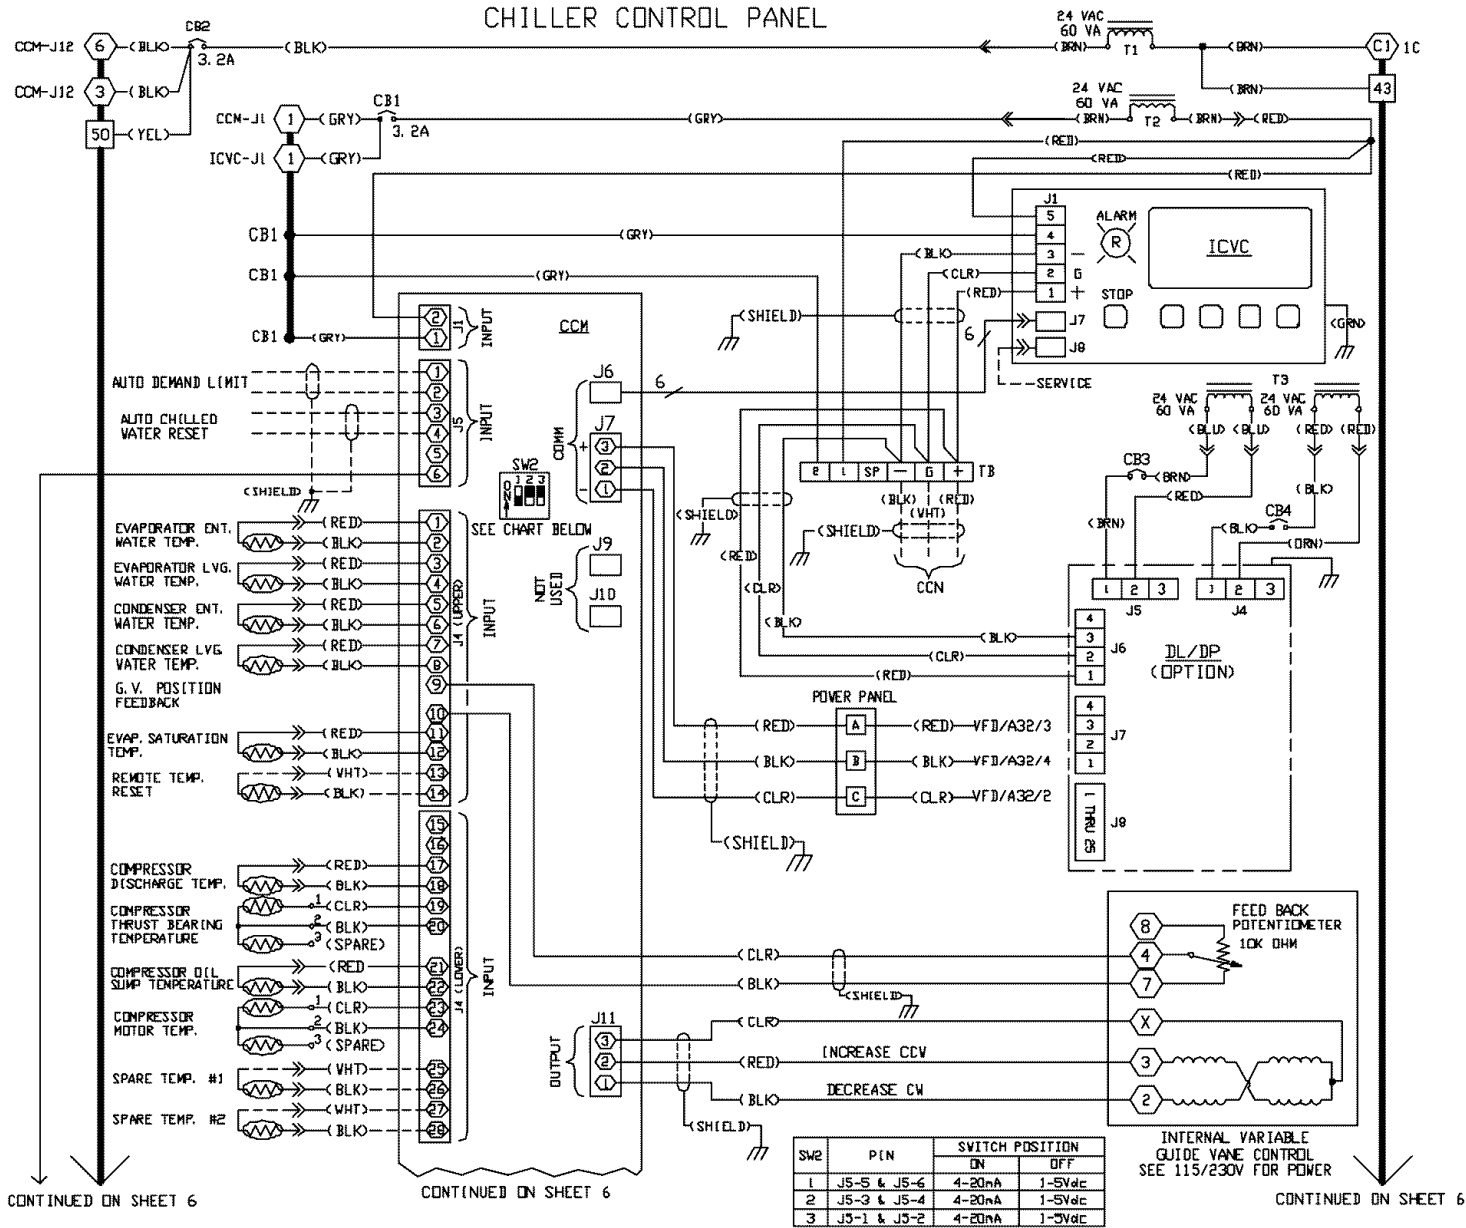 CHILLER CONTROL PANEL
CCM-J12 6 (BLK) CB2 3.2A (BLK) (BRN) 24 VAC 60 VA T1 (BRN) C1 1C
CCM-J12 3 (BLK) (BRN) 43
50 (YEL)
CCM-J1 1 (GRY) CB1 3.2A (GRY) (BRN) 24 VAC 60 VA T2 (BRN) (RED)
ICVC-J1 1 (GRY)
(RED)
(RED)
(RED)
CB1 (GRY)
CB1 (GRY)
CB1 (GRY)
J1
5
4
3 -
2 G
1 +
ALARM
R
ICVC
STOP
J7
J8
(GRN)
(BLK)
(CLR)
(RED)
(SHIELD)
6
SERVICE
CCM
2
1
J1
INPUT
AUTO DEMAND LIMIT
AUTO CHILLED
WATER RESET
(SHIELD)
1
2
3
4
5
6
J5
INPUT
J6
6
J7
+ 3
2
- 1
COMM
SW2
1 2 3
ON
SEE CHART BELOW
J9
J10
NOT
USED
2 1 SP - G + TB
(BLK) (RED)
(WHT)
(SHIELD)
(SHIELD)
CCN
(RED)
(CLR)
(BLK)
T3
24 VAC
60 VA
24 VAC
60 VA
(BLU) (BLU) (RED) (RED)
CB3 (BRN)
(RED)
(BLK)
(BRN)
(BLK) CB4
(ORN)
1 2 3
J5
1 2 3
J4
(BLK)
(CLR)
(RED)
4
3
2
1
J6
DL/DP
(OPTION)
4
3
2
1
J7
1 THRU 25
J8
EVAPORATOR ENT.
WATER TEMP.
(RED) 1
(BLK) 2
EVAPORATOR LVG.
WATER TEMP.
(RED) 3
(BLK) 4
CONDENSER ENT.
WATER TEMP.
(RED) 5
(BLK) 6
CONDENSER LVG
WATER TEMP.
(RED) 7
(BLK) 8
G.V. POSITION
FEEDBACK
9
10
EVAP. SATURATION
TEMP.
(RED) 11
(BLK) 12
REMOTE TEMP.
RESET
(WHT) 13
(BLK) 14
J4 (UPPER)
INPUT
15
16
COMPRESSOR
DISCHARGE TEMP.
(RED) 17
(BLK) 18
COMPRESSOR
THRUST BEARING
TEMPERATURE
1 (CLR) 19
2 (BLK) 20
3 (SPARE)
COMPRESSOR OIL
SUMP TEMPERATURE
(RED 21
(BLK) 22
COMPRESSOR
MOTOR TEMP.
1 (CLR) 23
2 (BLK) 24
3 (SPARE)
SPARE TEMP. #1
(WHT) 25
(BLK) 26
SPARE TEMP. #2
(WHT) 27
(BLK) 28
J4 (LOWER)
INPUT
POWER PANEL
(RED) A (RED) VFD/A32/3
(BLK) B (BLK) VFD/A32/4
(CLR) C (CLR) VFD/A32/2
(SHIELD)
(CLR)
(BLK)
(SHIELD)
8
4
7
FEED BACK
POTENTIOMETER
10K OHM
J11
3
2
1
OUTPUT
(CLR) X
(RED) INCREASE CCW 3
(BLK) DECREASE CW 2
(SHIELD)
INTERNAL VARIABLE
GUIDE VANE CONTROL
SEE 115/230V FOR POWER
SW2 PIN SWITCH POSITION
ON OFF
1 J5-5 & J5-6 4-20mA 1-5Vdc
2 J5-3 & J5-4 4-20mA 1-5Vdc
3 J5-1 & J5-2 4-20mA 1-5Vdc
CONTINUED ON SHEET 6
CONTINUED ON SHEET 6
CONTINUED ON SHEET 6